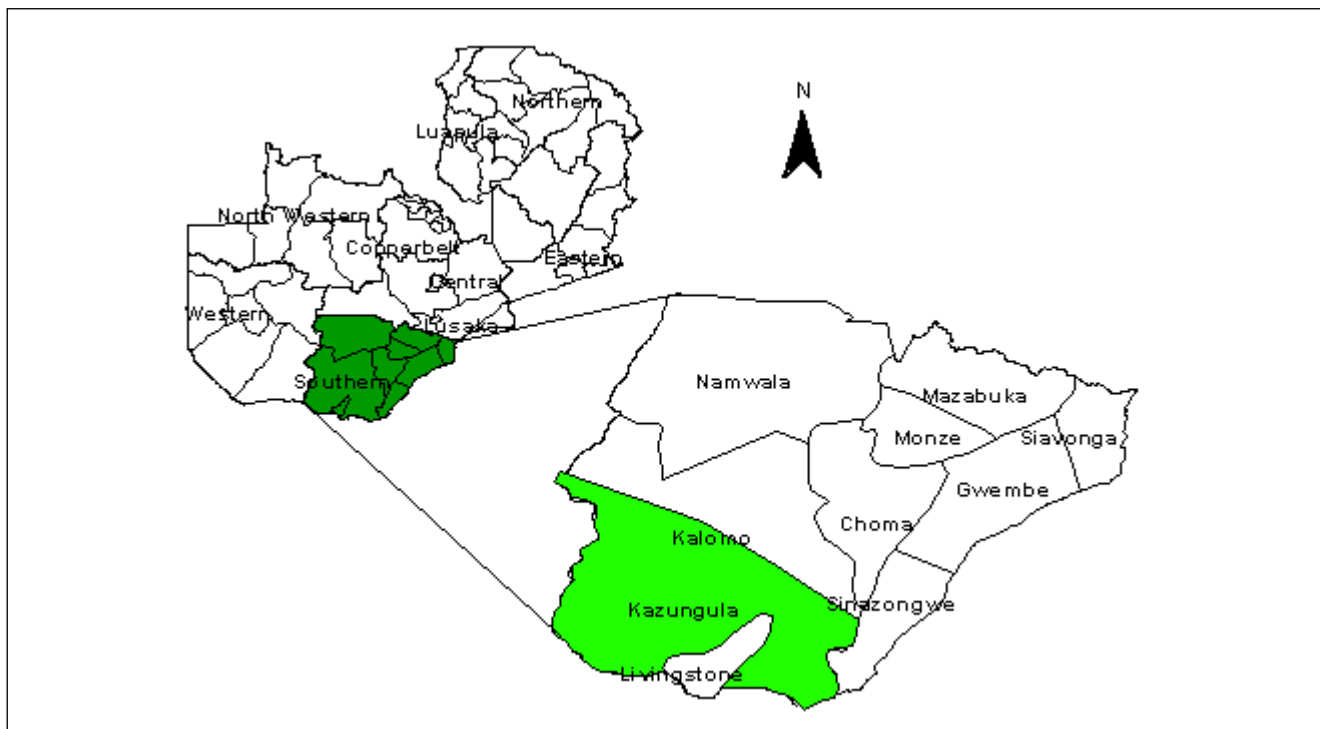 N
Northern
Luapula
North Western
Copperbelt
Eastern
Central
Western
Lusaka
Southern
Namwala
Mazabuka
Monze
Siavonga
Gwembe
Choma
Kalomo
Sinazongwe
Kazungula
Livingstone